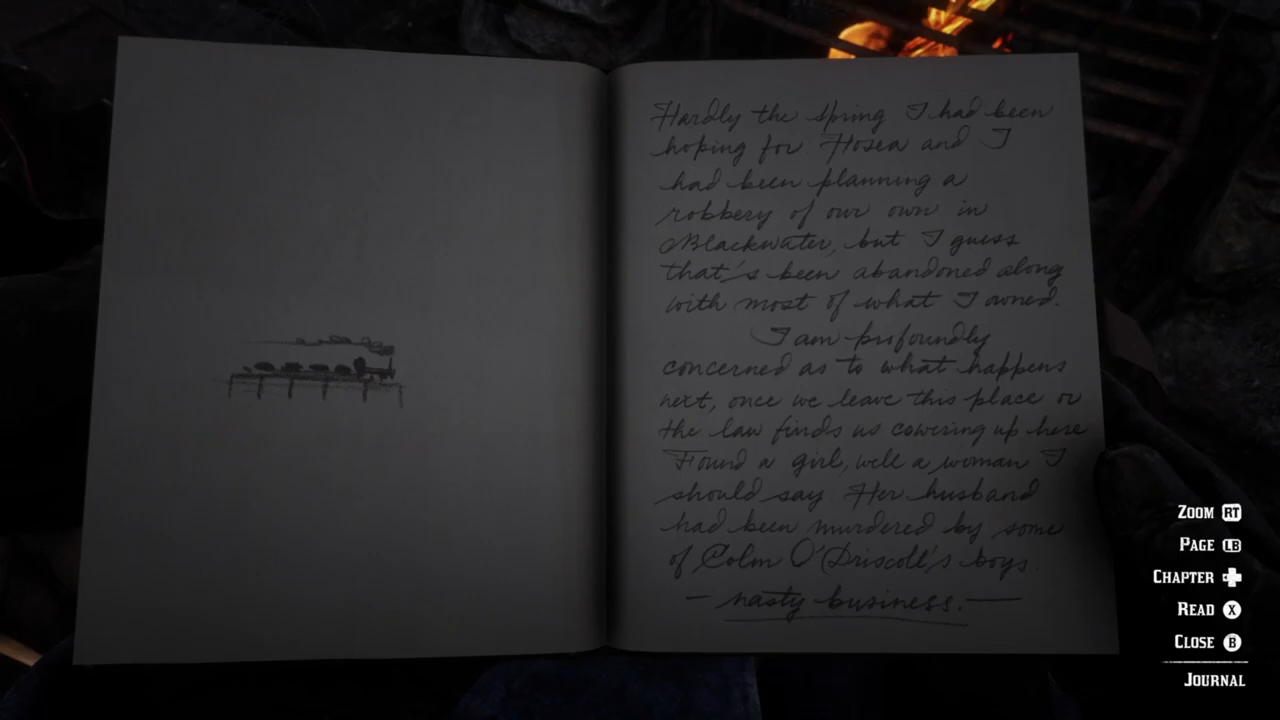 Hardly the Spring I had been
hoping for. Hosea and I
had been planning a
robbery of our own in
Blackwater, but I guess
that's been abandoned along
with most of what I owned.
I am profoundly
concerned as to what happens
next, once we leave this place or
the law finds us cowering up here
Found a girl, well a woman I
should say Her husband
had been murdered by some
of Colm O'Driscoll's boys.
— nasty business. —
ZOOM RT
PAGE LB
CHAPTER
READ X
CLOSE B
JOURNAL